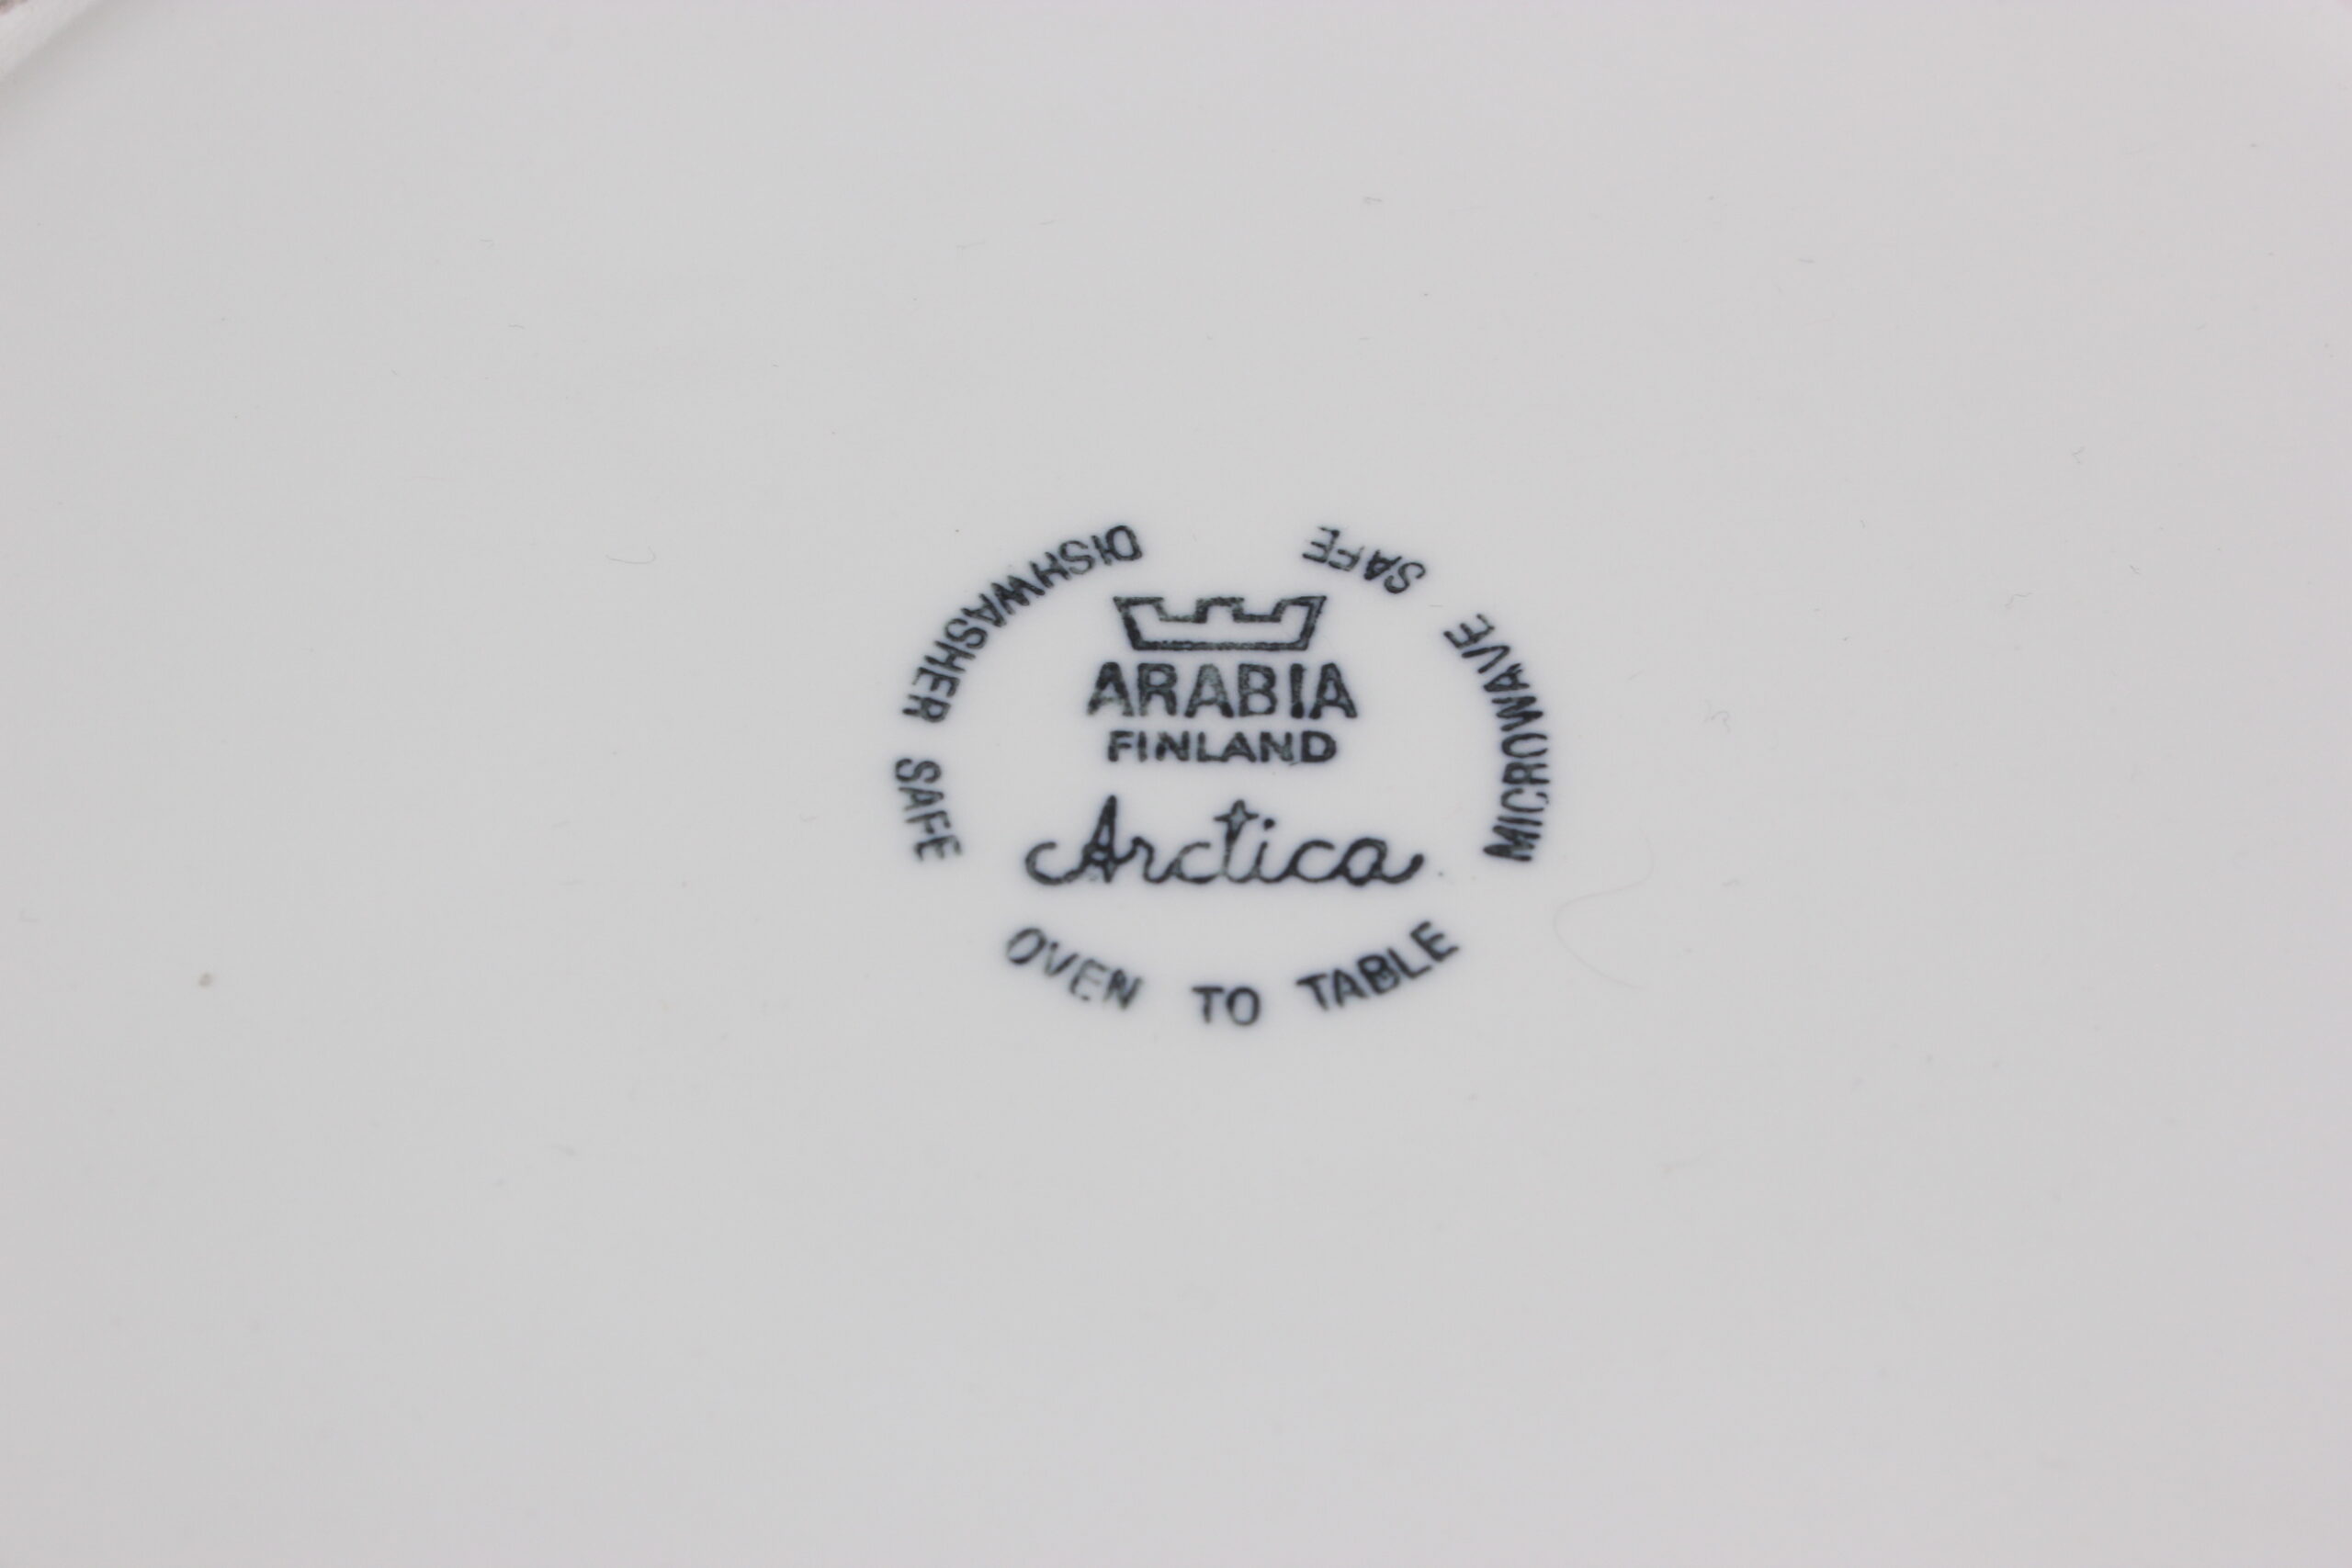 ARABIA
FINLAND
Arctica
DISHWASHER SAFE
OVEN TO TABLE
MICROWAVE SAFE